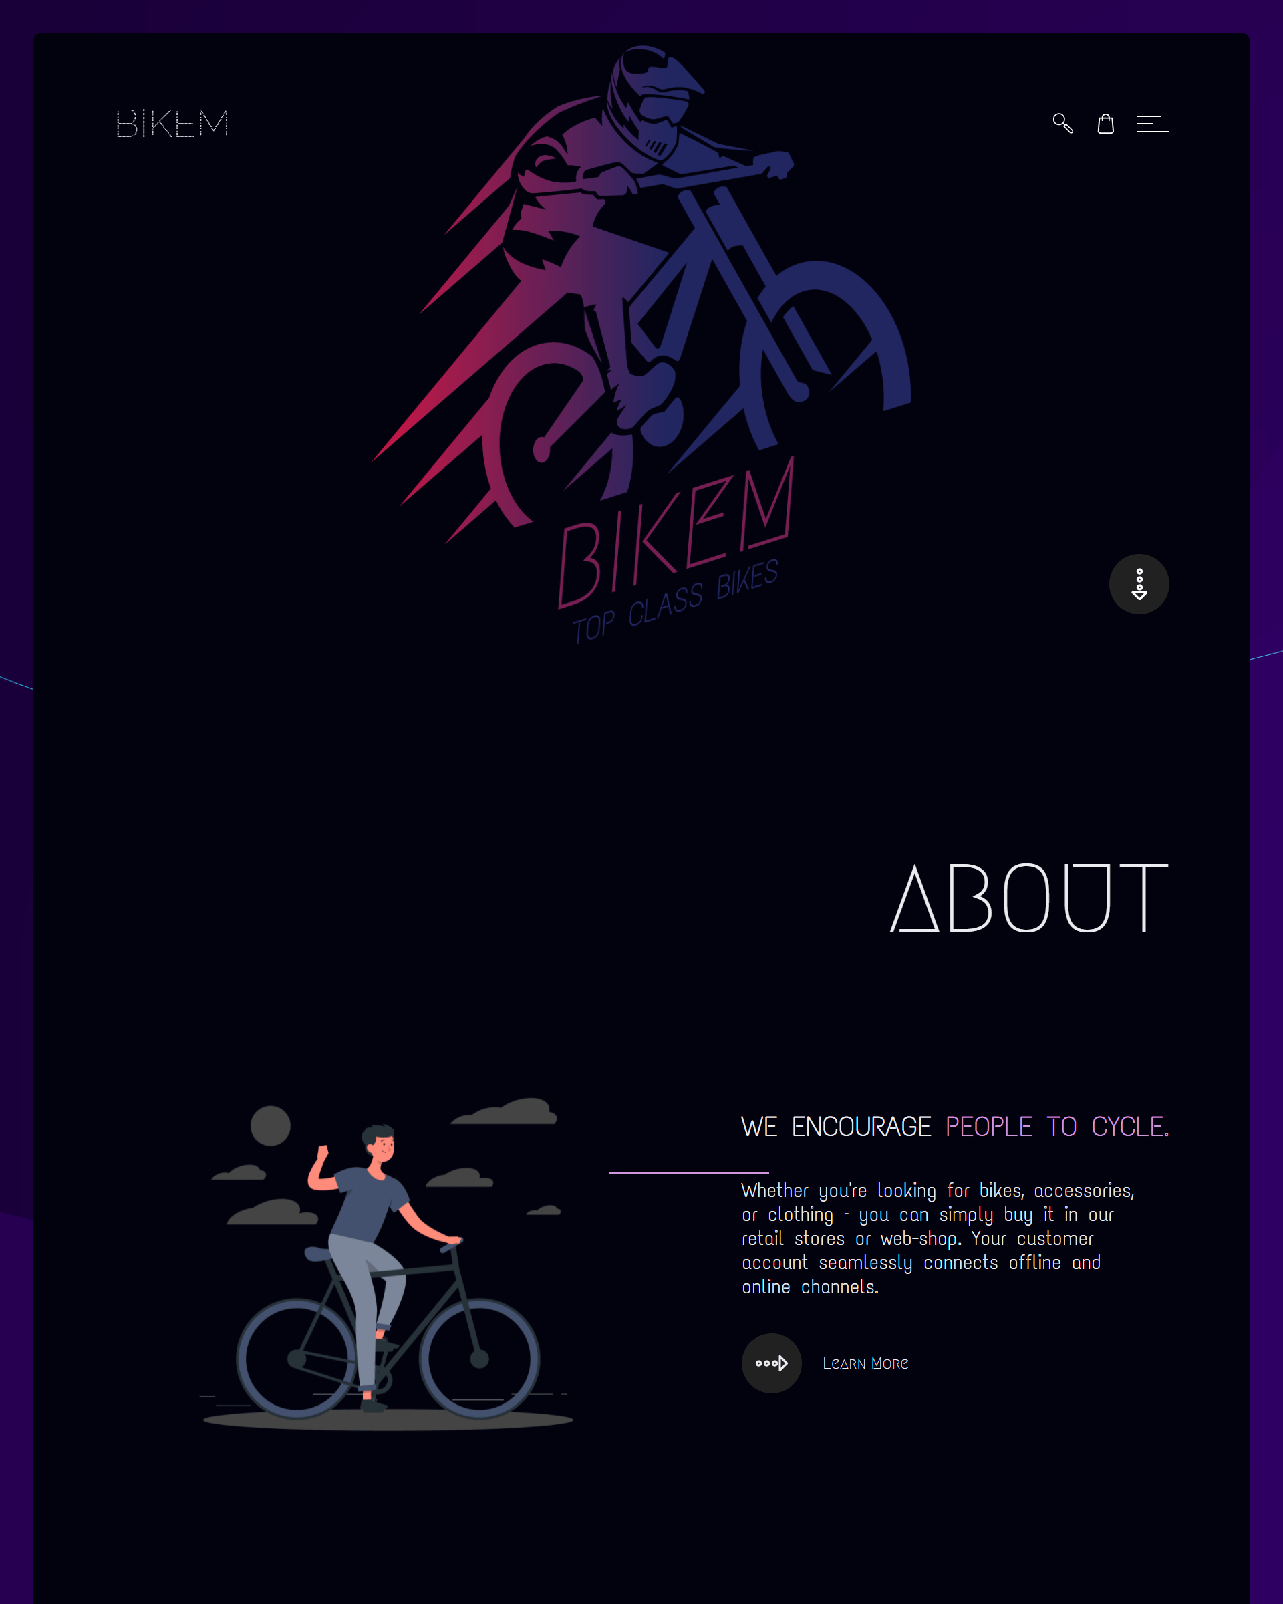 BIKEM
BIKEM
TOP CLASS BIKES
ABOUT
WE ENCOURAGE PEOPLE TO CYCLE.
Whether you're looking for bikes, accessories,
or clothing - you can simply buy it in our
retail stores or web-shop. Your customer
account seamlessly connects offline and
online channels.
Learn More